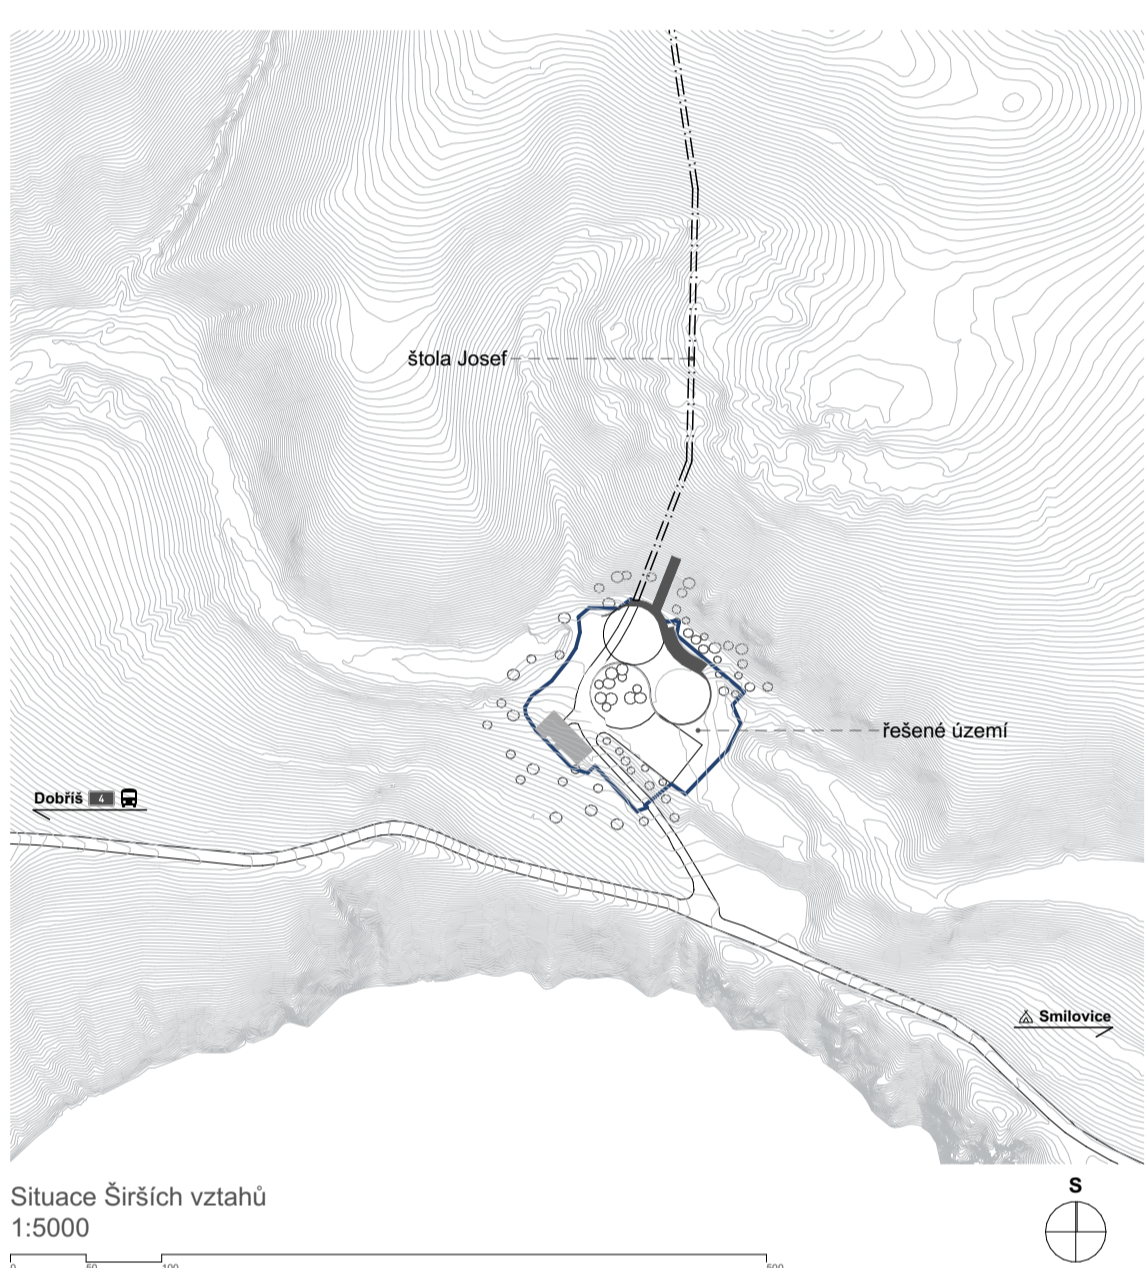 štola Josef
řešené území
Dobříš 4
Smilovice
Situace Širších vztahů
1:5000
S
0 50 100 500